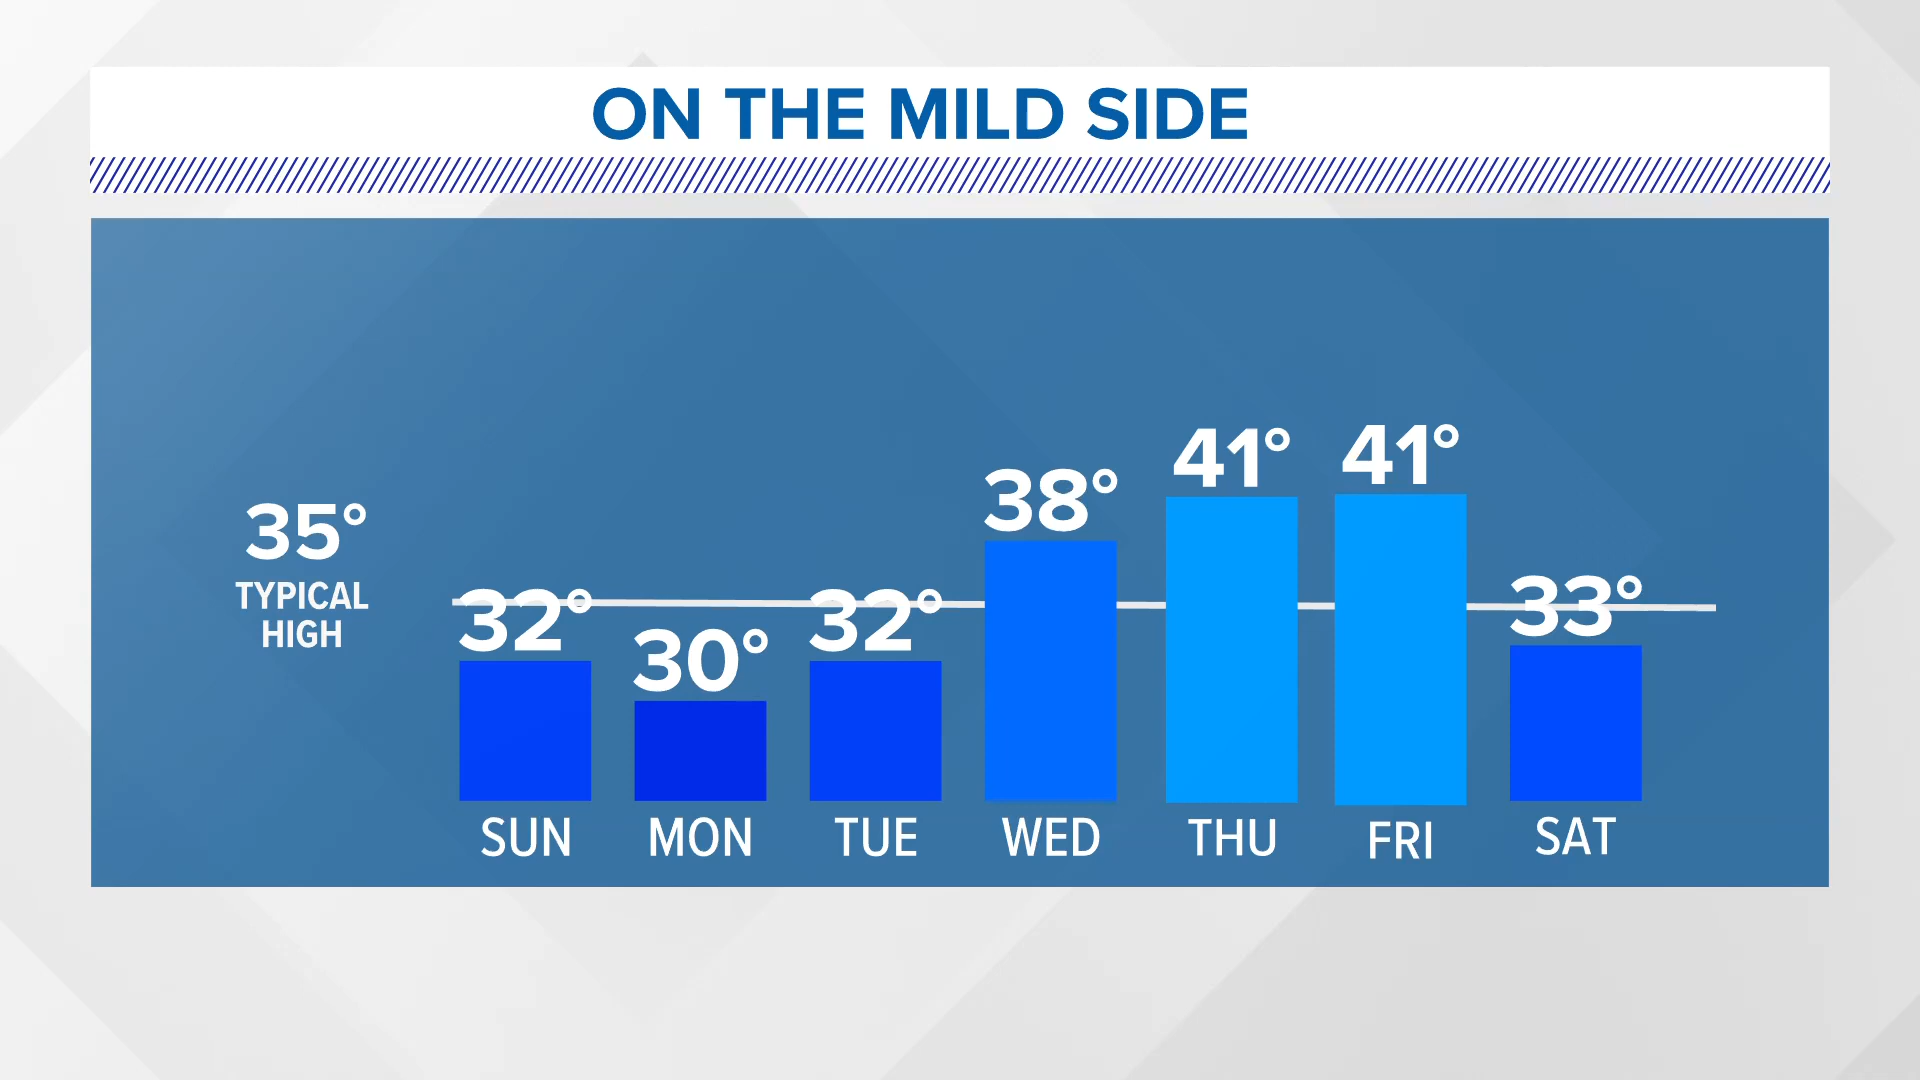 ON THE MILD SIDE
35°
TYPICAL
HIGH
32° 30° 32° 38° 41° 41° 33°
SUN MON TUE WED THU FRI SAT